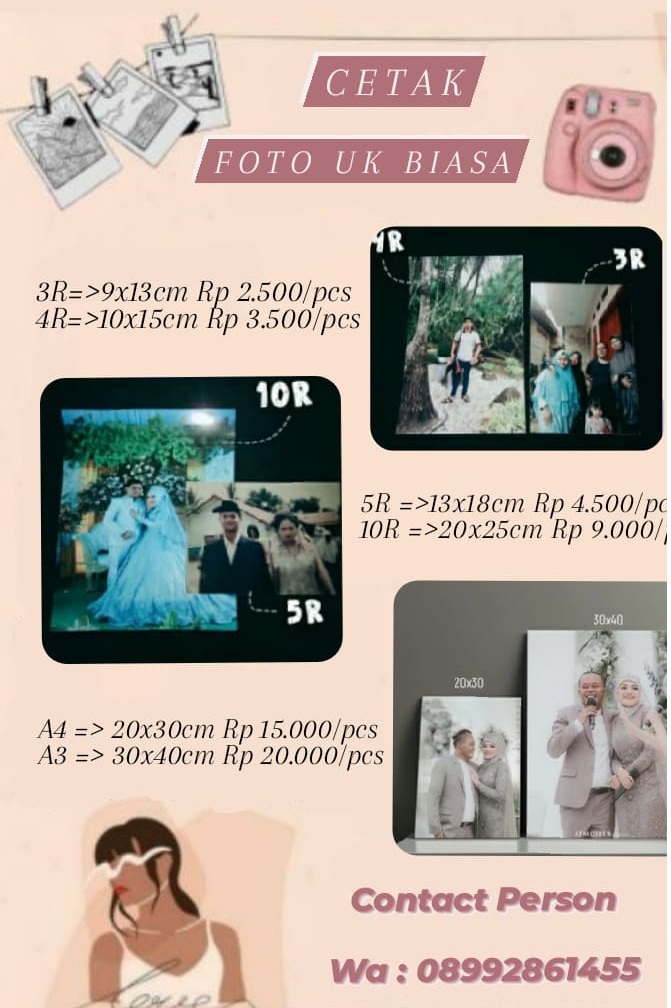 CETAK
FOTO UK BIASA
4R
3R
3R=>9x13cm Rp 2.500/pcs
4R=>10x15cm Rp 3.500/pcs
10R
5R
5R =>13x18cm Rp 4.500/pc
10R =>20x25cm Rp 9.000/
30x40
20x30
A4 => 20x30cm Rp 15.000/pcs
A3 => 30x40cm Rp 20.000/pcs
Contact Person
Wa : 08992861455